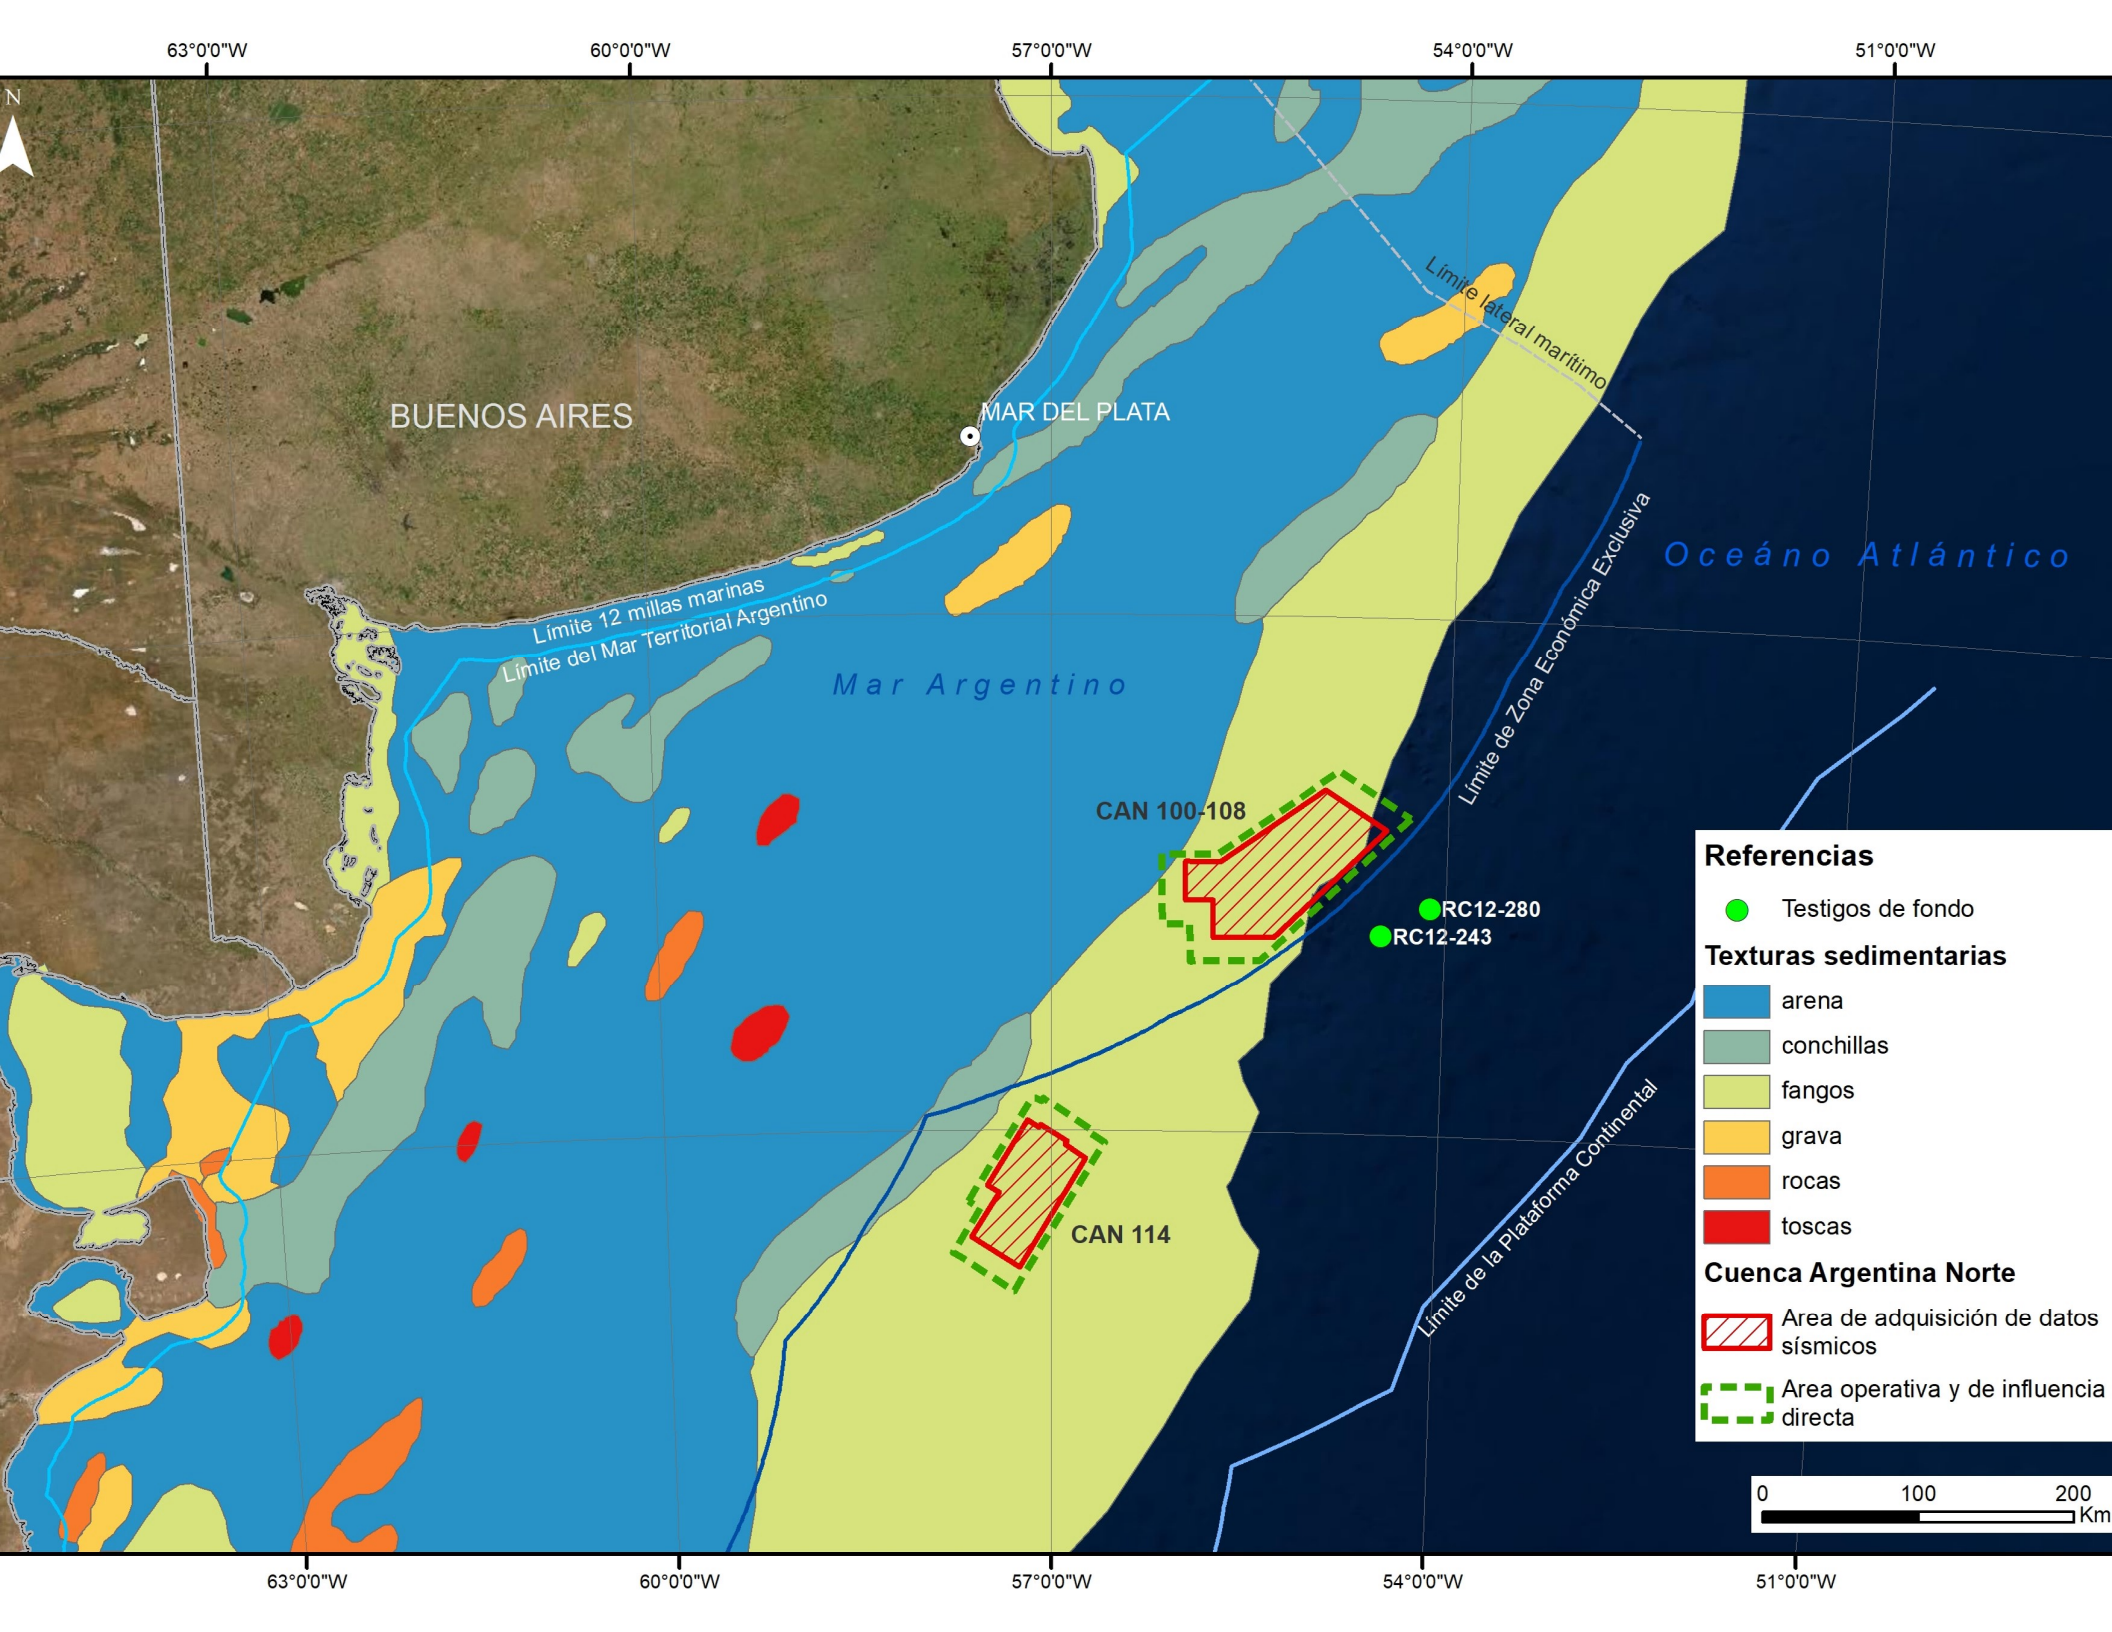 63°0'0"W
60°0'0"W
57°0'0"W
54°0'0"W
51°0'0"W
N
BUENOS AIRES
MAR DEL PLATA
Límite lateral marítimo
Límite 12 millas marinas
Límite del Mar Territorial Argentino
Mar Argentino
Oceáno Atlántico
Límite de Zona Económica Exclusiva
CAN 100-108
RC12-280
RC12-243
CAN 114
Límite de la Plataforma Continental
Referencias
Testigos de fondo
Texturas sedimentarias
arena
conchillas
fangos
grava
rocas
toscas
Cuenca Argentina Norte
Area de adquisición de datos
sísmicos
Area operativa y de influencia
directa
0 100 200
Km
63°0'0"W
60°0'0"W
57°0'0"W
54°0'0"W
51°0'0"W